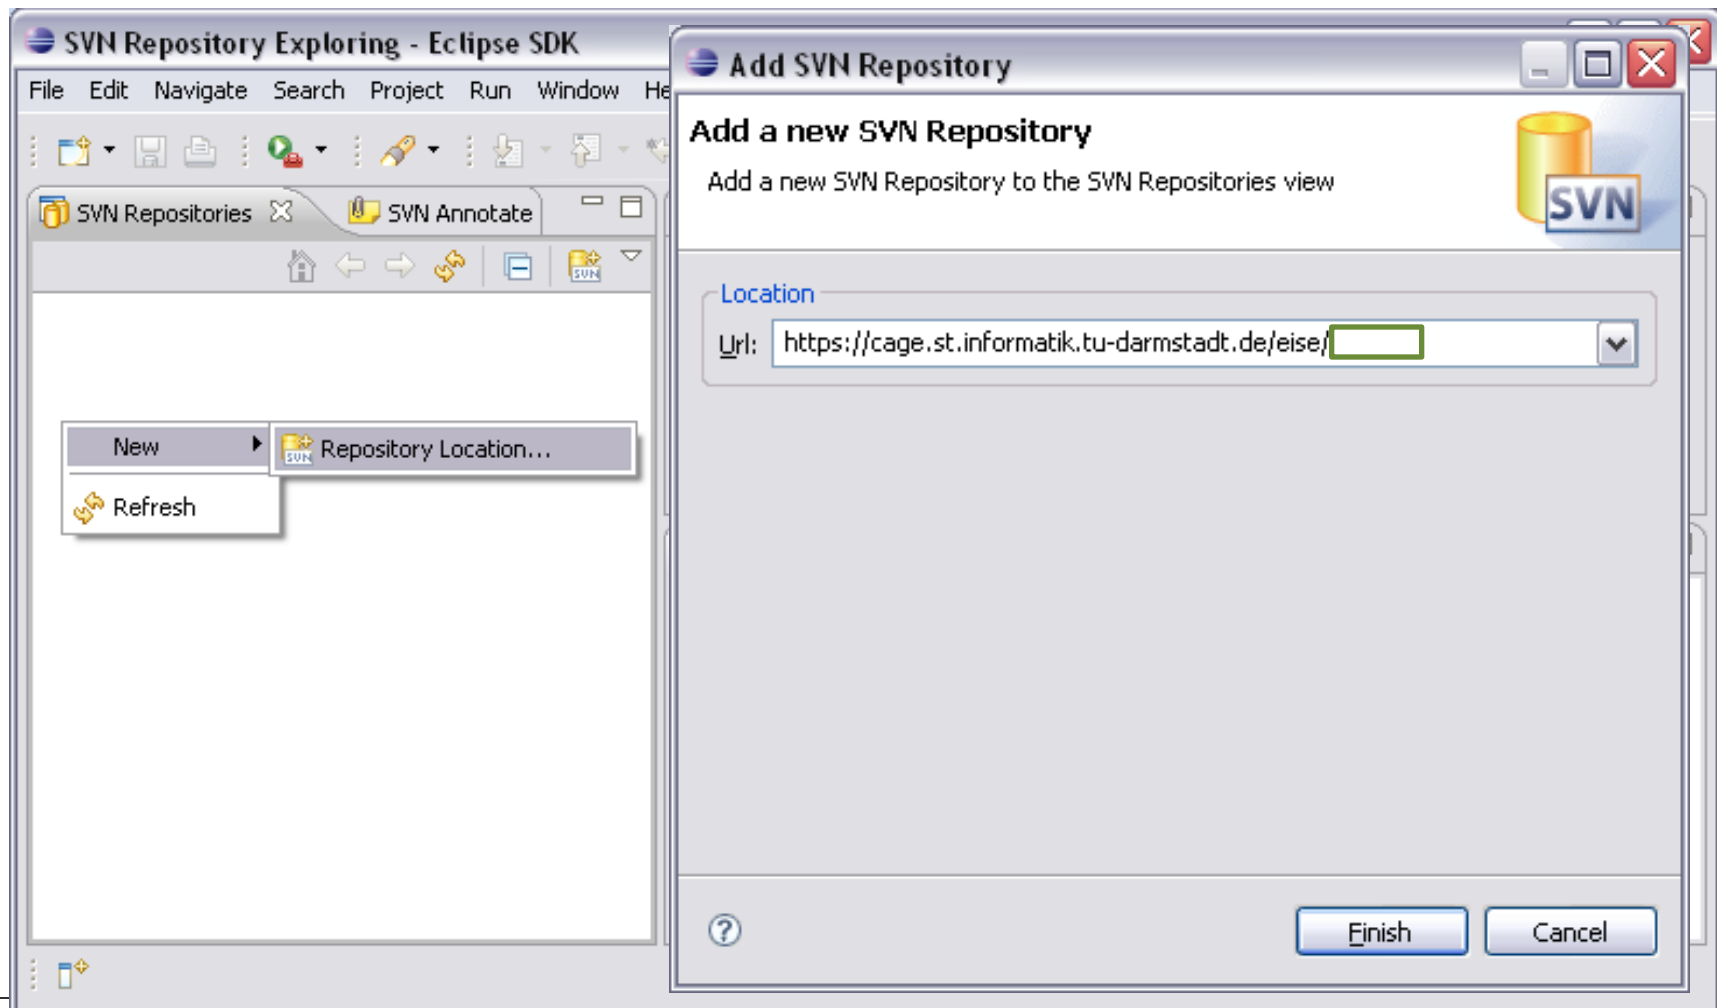 SVN Repository Exploring - Eclipse SDK
File Edit Navigate Search Project Run Window He
SVN Repositories
SVN Annotate
SVN
New
SVN Repository Location...
Refresh
Add SVN Repository
Add a new SVN Repository
Add a new SVN Repository to the SVN Repositories view
SVN
Location
Url: https://cage.st.informatik.tu-darmstadt.de/eise/
?
Finish
Cancel